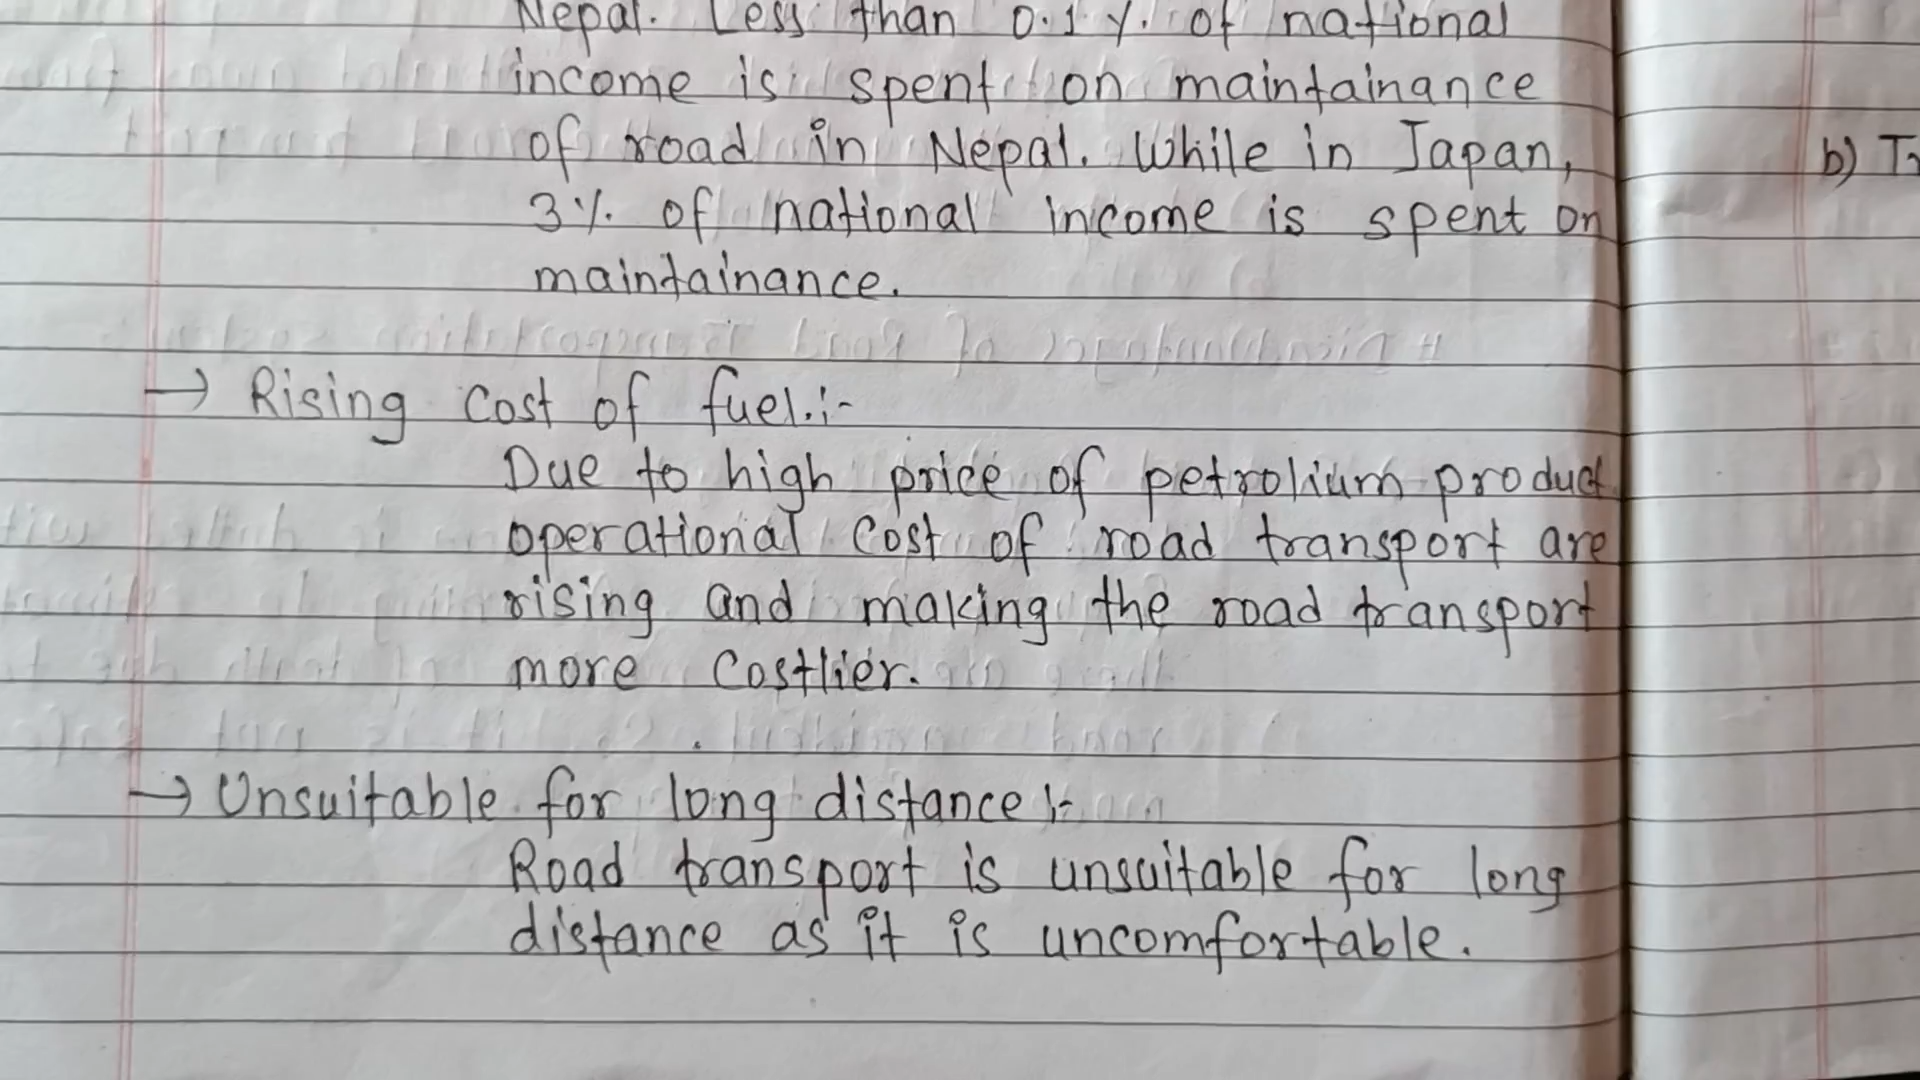 Nepal. Less than 0.1 %. of national
income is spent on maintainance
of road in Nepal. While in Japan,
3%. of national income is spent on
maintainance.
→ Rising cost of fuel.:-
Due to high price of petrolium product
operational cost of road transport are
rising and making the road transport
more costlier.
→ Unsuitable for long distance :-
Road transport is unsuitable for long
distance as it is uncomfortable.
b)